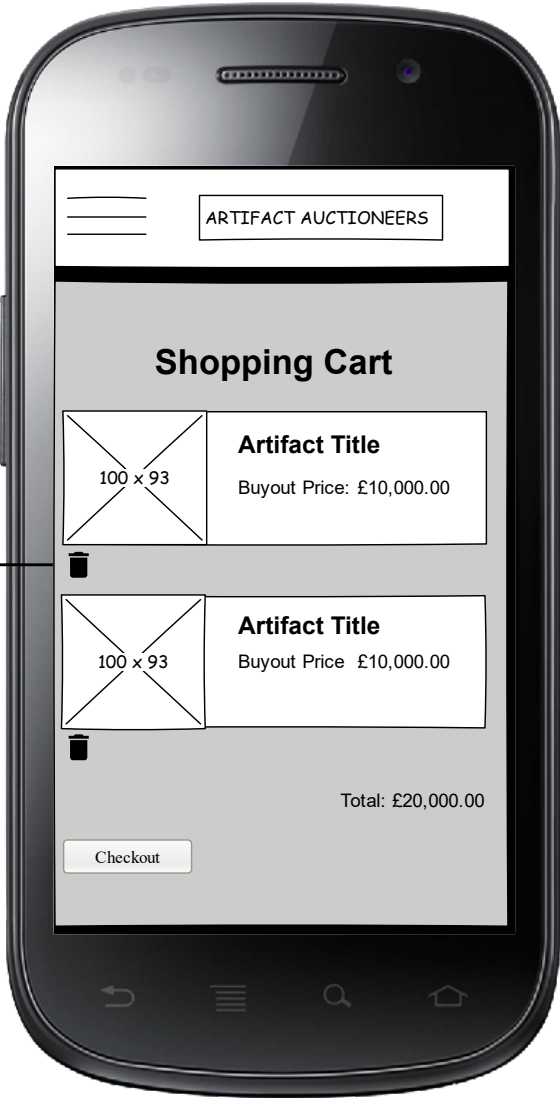 ARTIFACT AUCTIONEERS
Shopping Cart
100 x 93
Artifact Title
Buyout Price: £10,000.00
100 x 93
Artifact Title
Buyout Price £10,000.00
Total: £20,000.00
Checkout